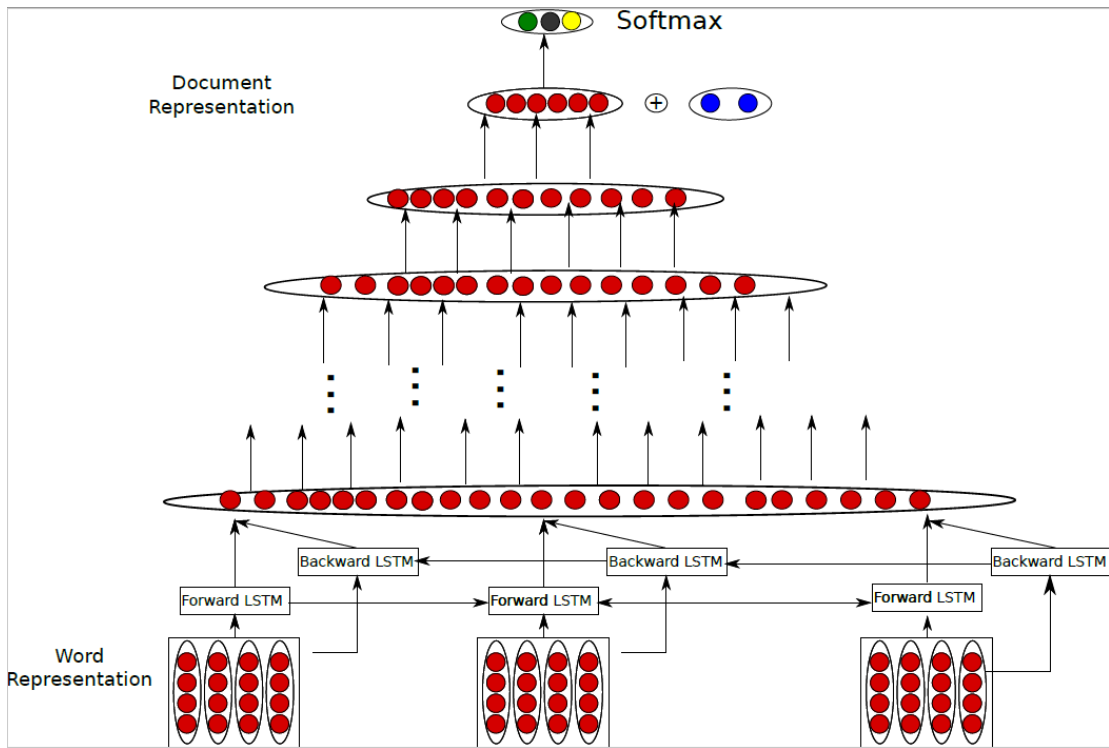 Softmax
Document
Representation
+
Backward LSTM
Backward LSTM
Backward LSTM
Forward LSTM
Forward LSTM
Forward LSTM
Word
Representation